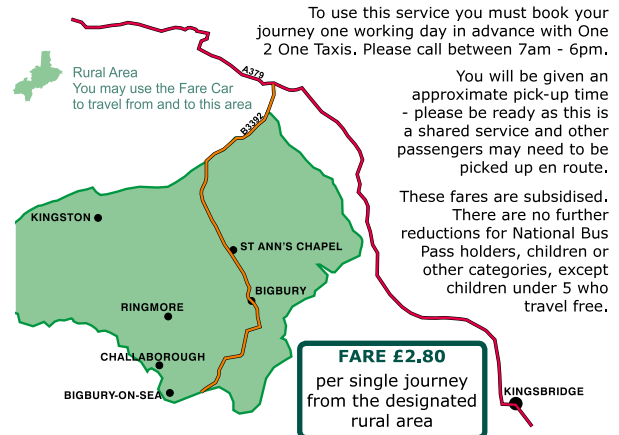 To use this service you must book your
journey one working day in advance with One
2 One Taxis. Please call between 7am - 6pm.
You will be given an
approximate pick-up time
- please be ready as this is
a shared service and other
passengers may need to be
picked up en route.
These fares are subsidised.
There are no further
reductions for National Bus
Pass holders, children or
other categories, except
children under 5 who
travel free.
Rural Area
You may use the Fare Car
to travel from and to this area
A379
B3392
KINGSTON
ST ANN'S CHAPEL
BIGBURY
RINGMORE
CHALLABOROUGH
BIGBURY-ON-SEA
KINGSBRIDGE
FARE £2.80
per single journey
from the designated
rural area